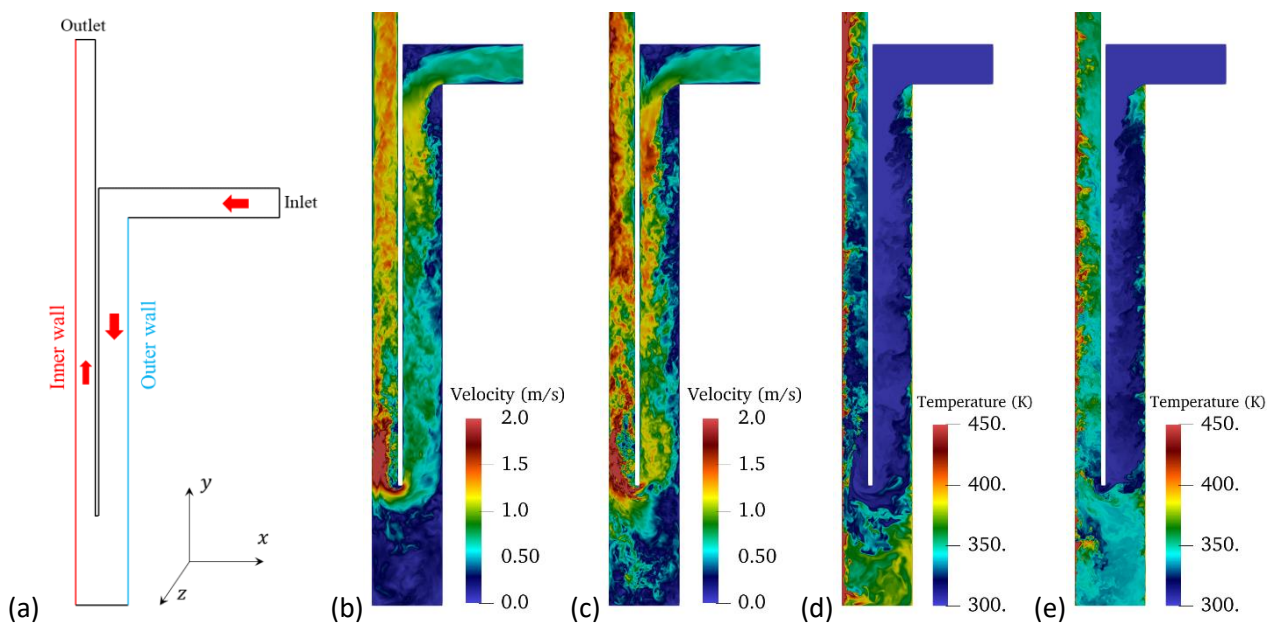 Outlet
Inlet
Inner wall
Outer wall
y
x
z
(a)
Velocity (m/s)
2.0
1.5
1.0
0.50
0.0
(b)
Velocity (m/s)
2.0
1.5
1.0
0.50
0.0
(c)
Temperature (K)
450.
400.
350.
300.
(d)
Temperature (K)
450.
400.
350.
300.
(e)